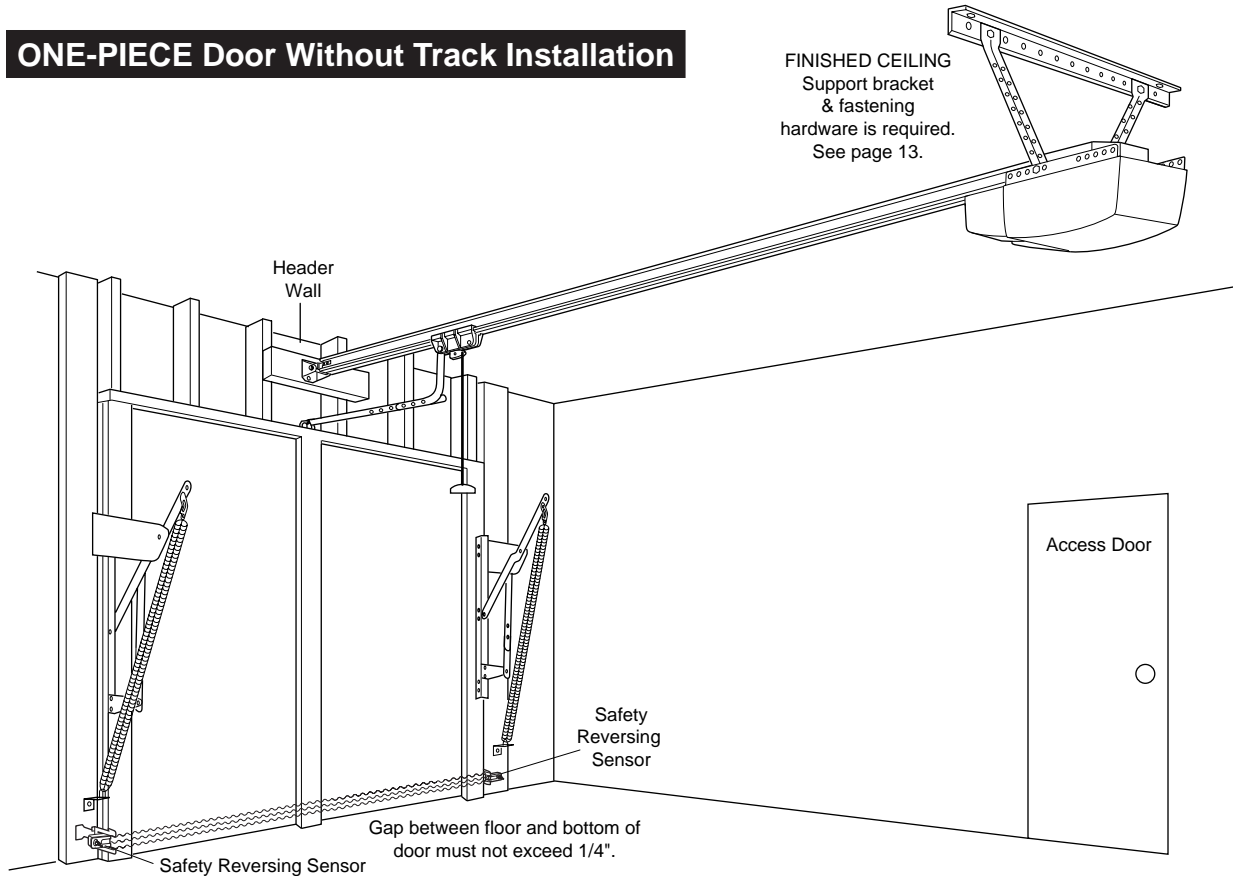 ONE-PIECE Door Without Track Installation
FINISHED CEILING
Support bracket
& fastening
hardware is required.
See page 13.
Header
Wall
Access Door
Safety
Reversing
Sensor
Gap between floor and bottom of
door must not exceed 1/4".
Safety Reversing Sensor